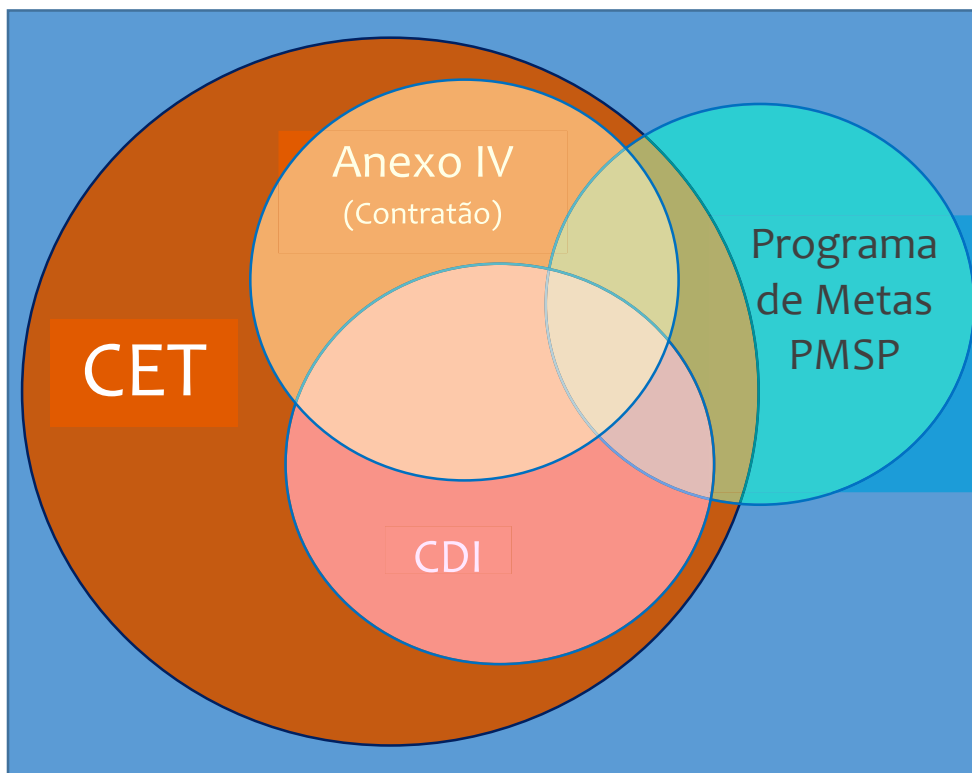 Anexo IV
(Contratão)
Programa
de Metas
PMSP
CET
CDI